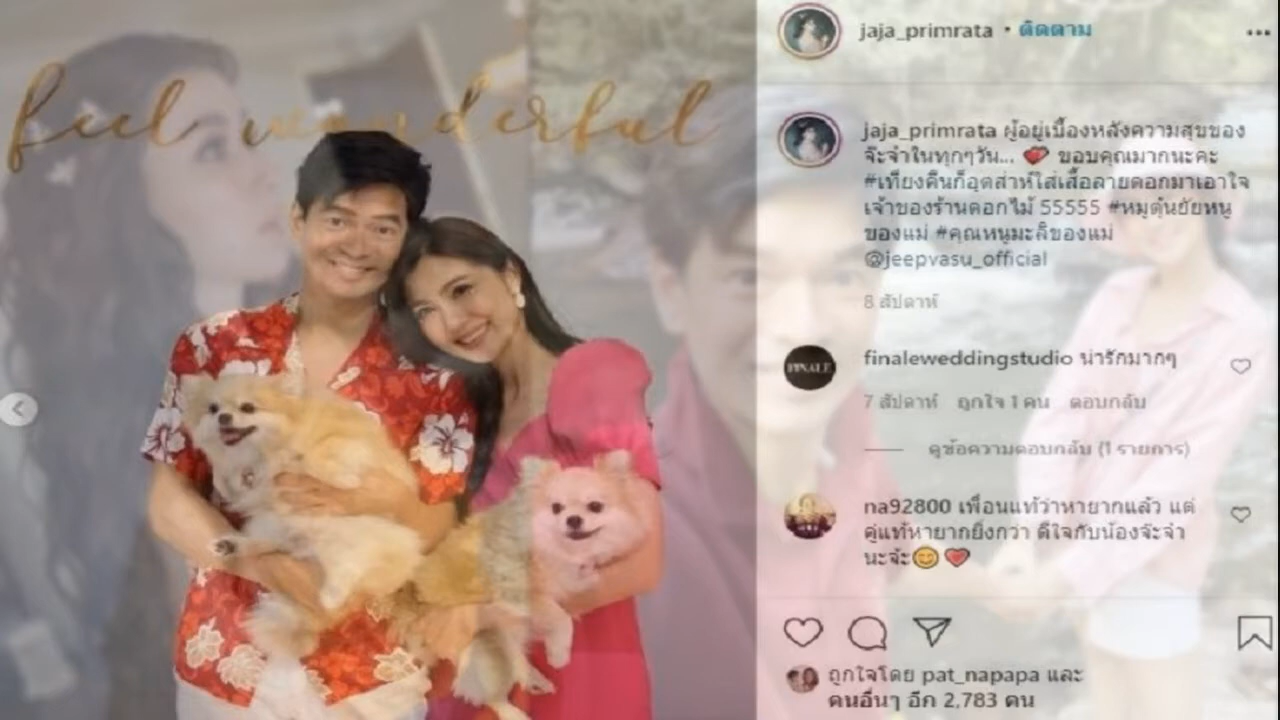 feel wonderful
jaja_primrata • ติดตาม
jaja_primrata ผู้อยู่เบื้องหลังความสุขของ
จ๊ะจ๋าในทุกๆวัน... ❤️ ขอบคุณมากนะคะ
#เที่ยงคืนก็อุตส่าห์ใส่เสื้อลายดอกมาเอาใจ
เจ้าของร้านดอกไม้ 55555 #หมูตุ๋นยัยหนู
ของแม่ #คุณหนูมะลิของแม่
@jeepvasu_official
8 สัปดาห์
FINALE
finaleweddingstudio น่ารักมากๆ
7 สัปดาห์ ถูกใจ 1 คน ตอบกลับ
ดูข้อความตอบกลับ (1 รายการ)
na92800 เพื่อนแท้ว่าหายากแล้ว แต่
คู่แท้หายากยิ่งกว่า ดีใจกับน้องจ๊ะจ๋า
นะจ้ะ😊❤️
ถูกใจโดย pat_napapa และ
คนอื่นๆ อีก 2,783 คน